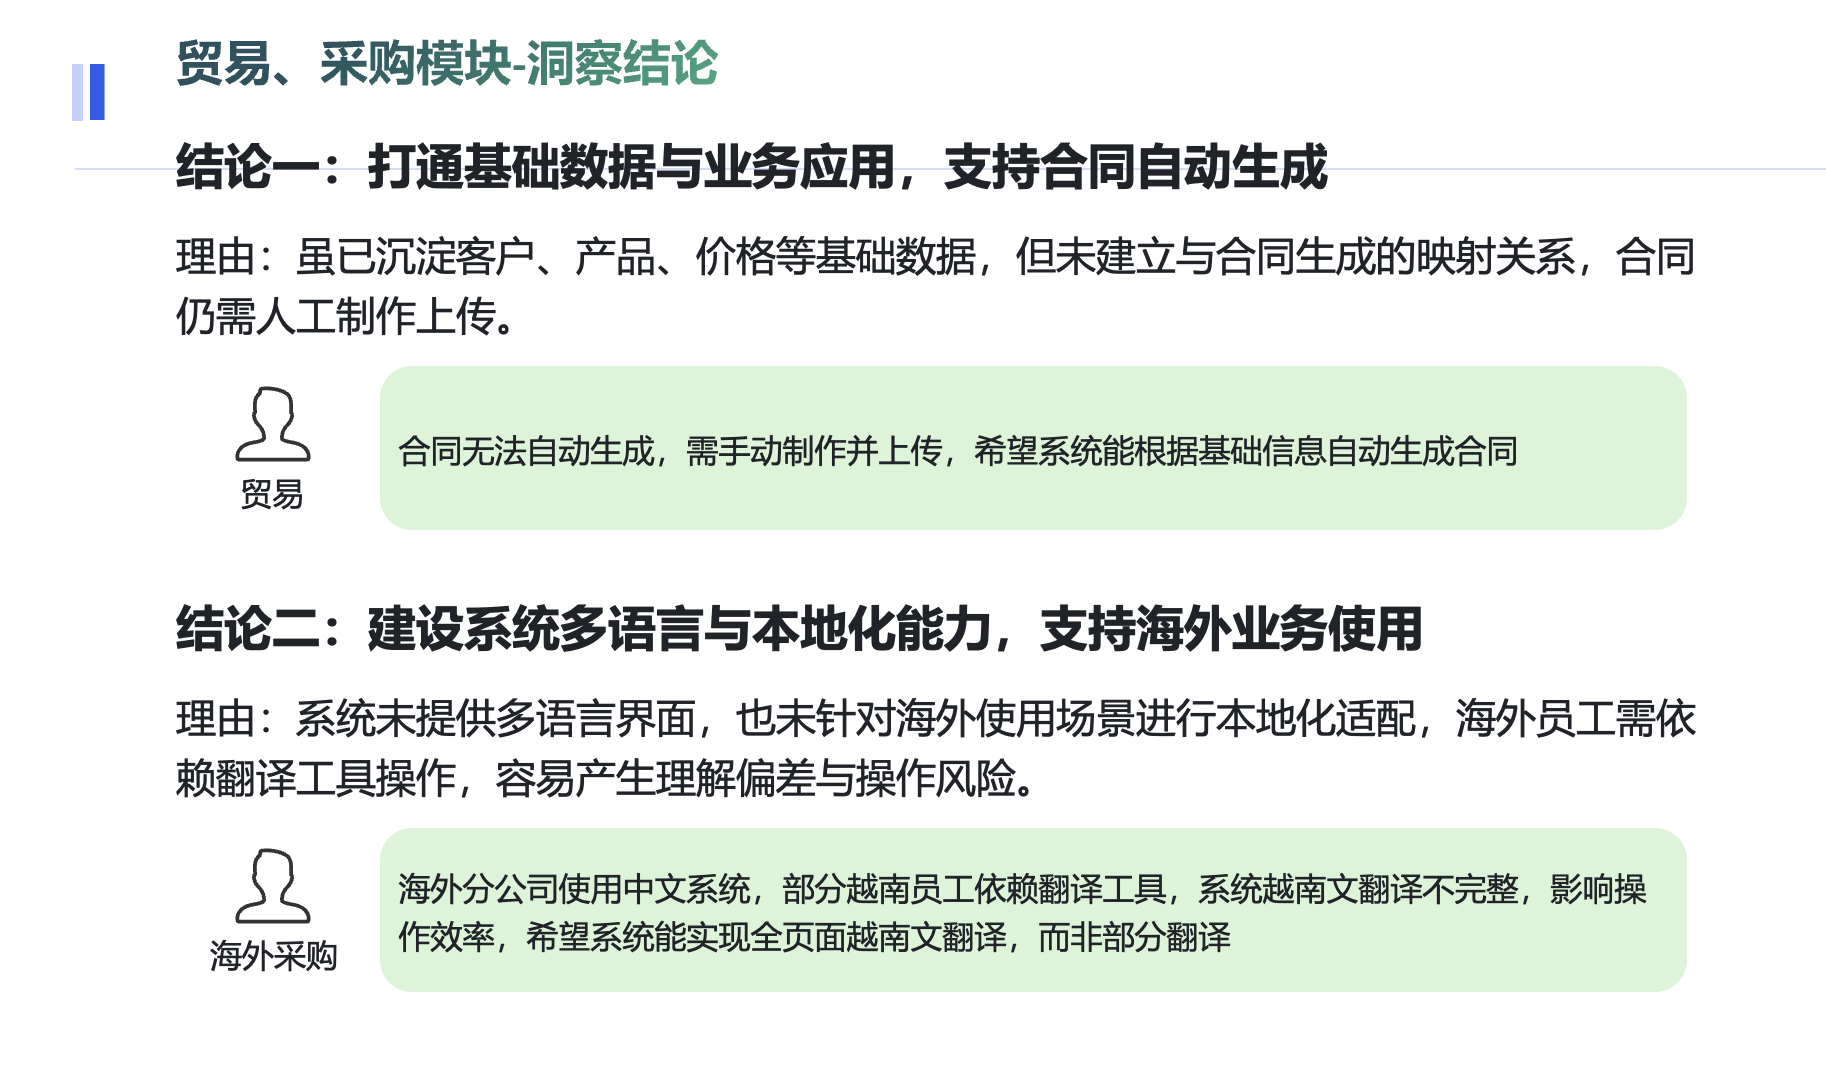 贸易、采购模块-洞察结论
结论一：打通基础数据与业务应用，支持合同自动生成
理由：虽已沉淀客户、产品、价格等基础数据，但未建立与合同生成的映射关系，合同
仍需人工制作上传。
合同无法自动生成，需手动制作并上传，希望系统能根据基础信息自动生成合同
贸易
结论二：建设系统多语言与本地化能力，支持海外业务使用
理由：系统未提供多语言界面，也未针对海外使用场景进行本地化适配，海外员工需依
赖翻译工具操作，容易产生理解偏差与操作风险。
海外分公司使用中文系统，部分越南员工依赖翻译工具，系统越南文翻译不完整，影响操
作效率，希望系统能实现全页面越南文翻译，而非部分翻译
海外采购